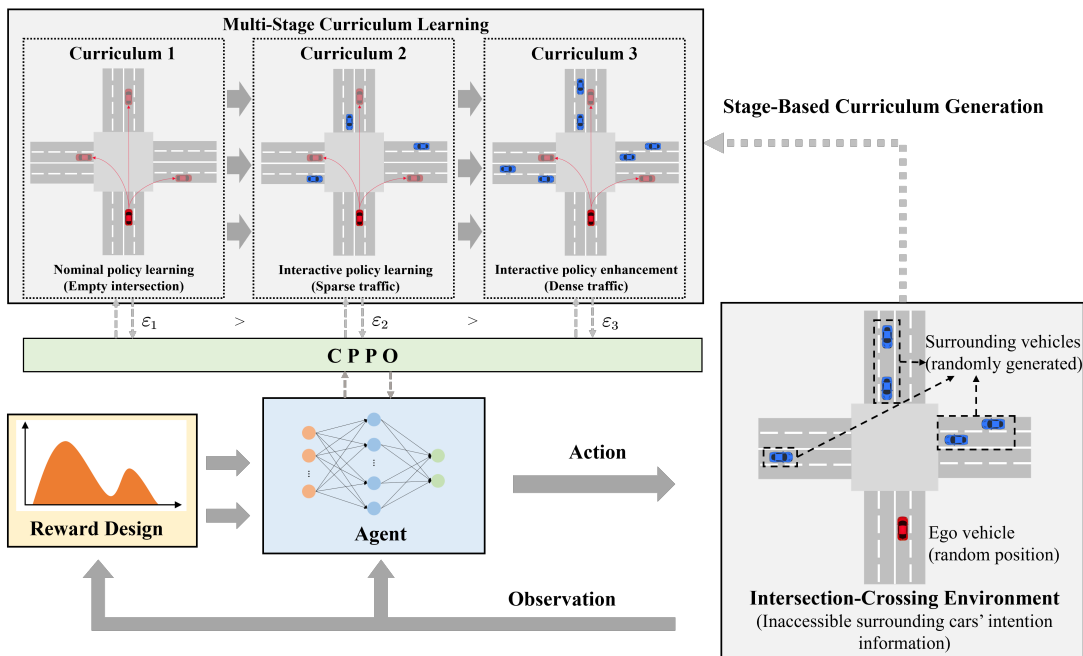 Multi-Stage Curriculum Learning
Curriculum 1
Curriculum 2
Curriculum 3
Nominal policy learning
(Empty intersection)
Interactive policy learning
(Sparse traffic)
Interactive policy enhancement
(Dense traffic)
Stage-Based Curriculum Generation
ε1 > ε2 > ε3
C P P O
Reward Design
Agent
Action
Observation
Surrounding vehicles
(randomly generated)
Ego vehicle
(random position)
Intersection-Crossing Environment
(Inaccessible surrounding cars' intention
information)